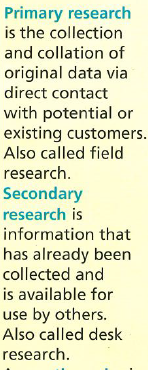 Primary research
is the collection
and collation of
original data via
direct contact
with potential or
existing customers.
Also called field
research.
Secondary
research is
information that
has already been
collected and
is available for
use by others.
Also called desk
research.